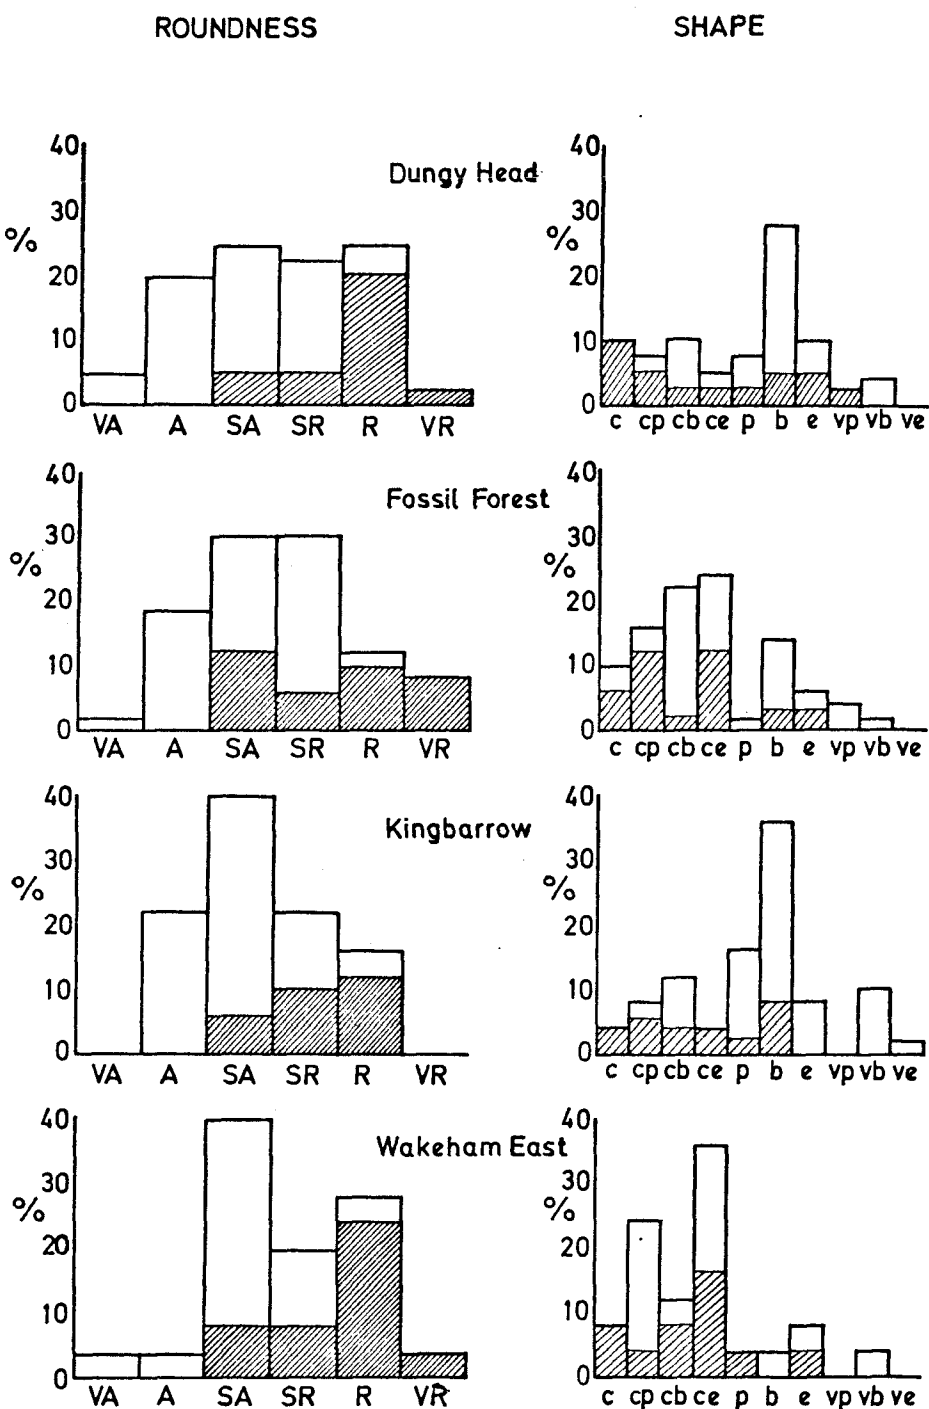 ROUNDNESS SHAPE
Dungy Head
40 40
30 30
% %
20 20
10 10
0 0
VA A SA SR R VR c cp cb ce p b e vp vb ve
Fossil Forest
40 40
30 30
% %
20 20
10 10
0 0
VA A SA SR R VR c cp cb ce p b e vp vb ve
Kingbarrow
40 40
30 30
% %
20 20
10 10
0 0
VA A SA SR R VR c cp cb ce p b e vp vb ve
Wakeham East
40 40
30 30
% %
20 20
10 10
0 0
VA A SA SR R VR c cp cb ce p b e vp vb ve